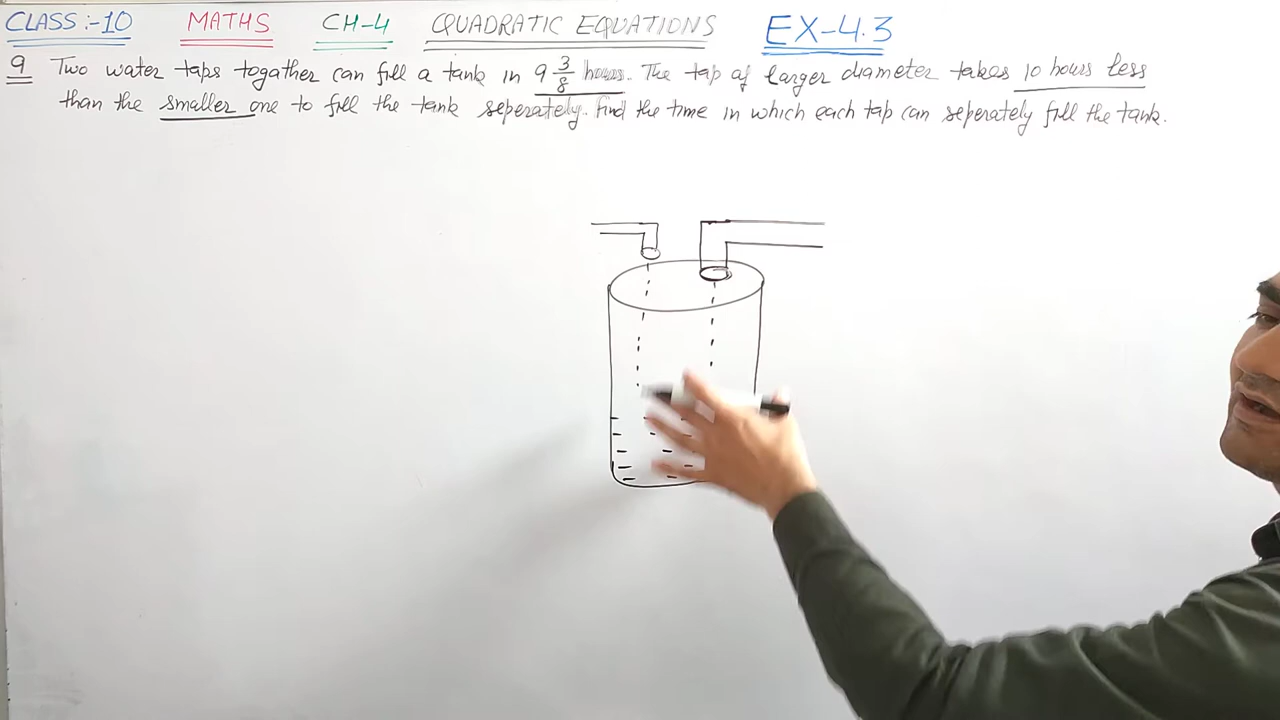 CLASS:-10 MATHS CH-4 QUADRATIC EQUATIONS EX-4.3
9 Two water taps togather can fill a tank in 9 3/8 hours. The tap of larger diameter takes 10 hours less
than the smaller one to fill the tank seperately. Find the time in which each tap can seperately fill the tank.